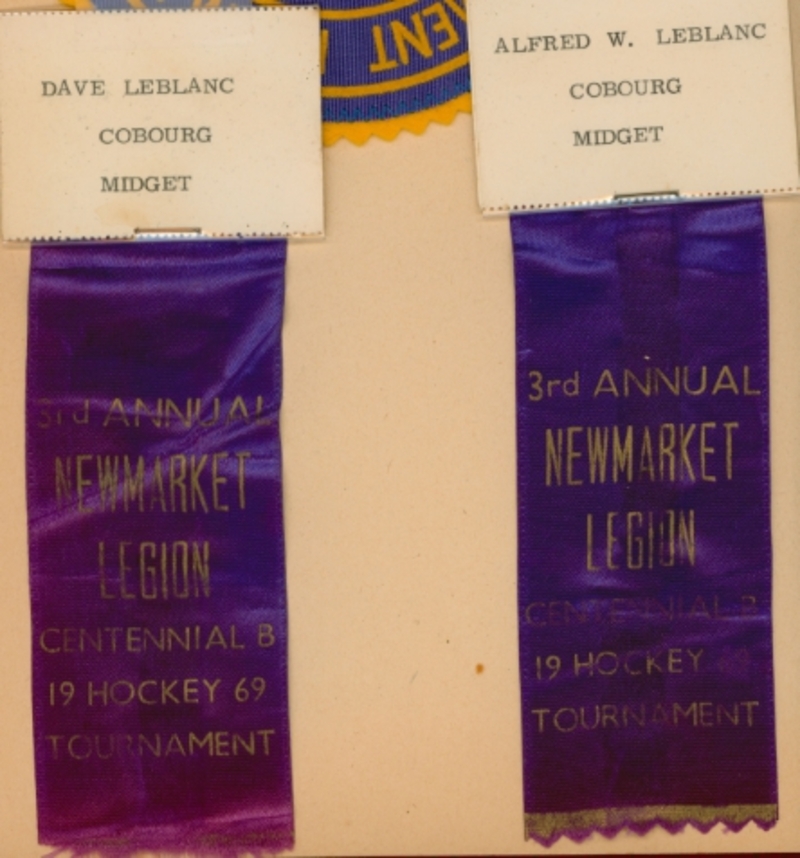 DAVE LEBLANC
COBOURG
MIDGET
3rd ANNUAL
NEWMARKET
LEGION
CENTENNIAL B
19 HOCKEY 69
TOURNAMENT
ALFRED W. LEBLANC
COBOURG
MIDGET
3rd ANNUAL
NEWMARKET
LEGION
CENTENNIAL B
19 HOCKEY 69
TOURNAMENT